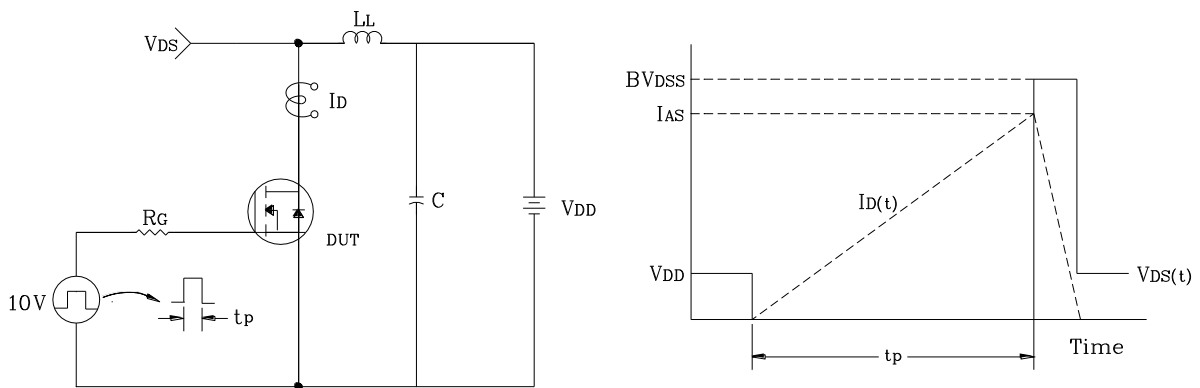 VDS
LL
ID
C
VDD
RG
DUT
10V
tp
BVDSS
IAS
ID(t)
VDD
VDS(t)
tp
Time